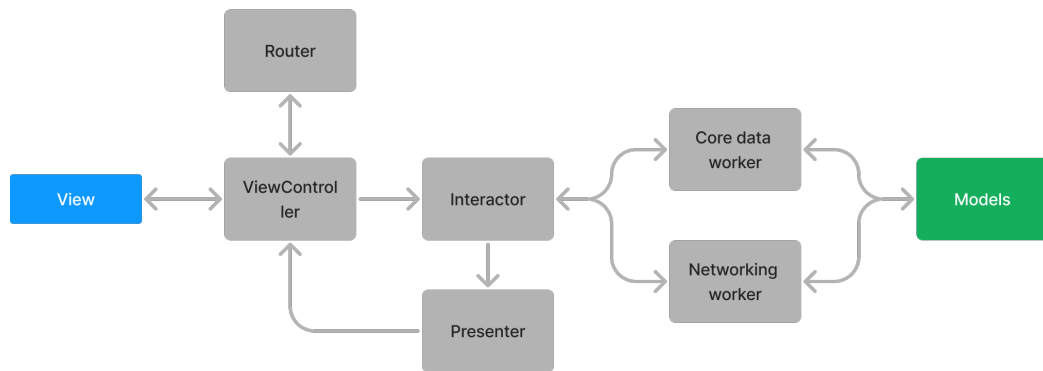 Router
Core data
worker
View
ViewControl
ler
Interactor
Models
Networking
worker
Presenter